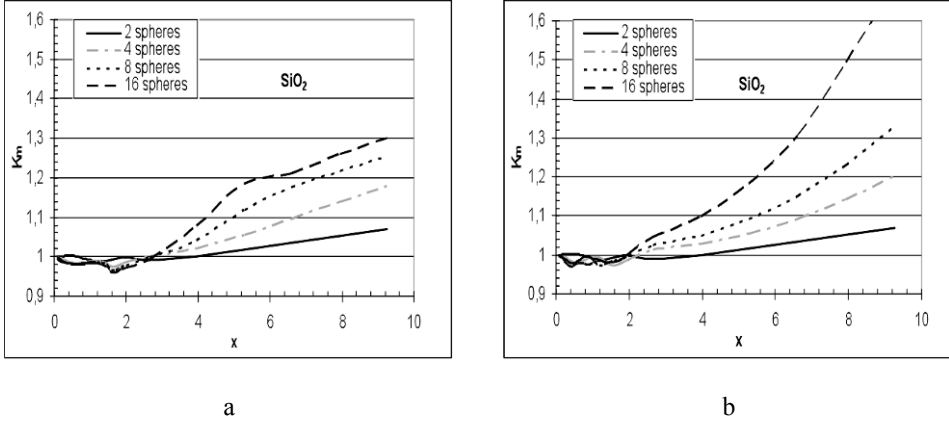 1,6
1,5
1,4
1,3
1,2
1,1
1
0,9
Km
2 spheres
4 spheres
8 spheres
16 spheres
SiO₂
0 2 4 6 8 10
x
a
1,6
1,5
1,4
1,3
1,2
1,1
1
0,9
Km
2 spheres
4 spheres
8 spheres
16 spheres
SiO₂
0 2 4 6 8 10
x
b